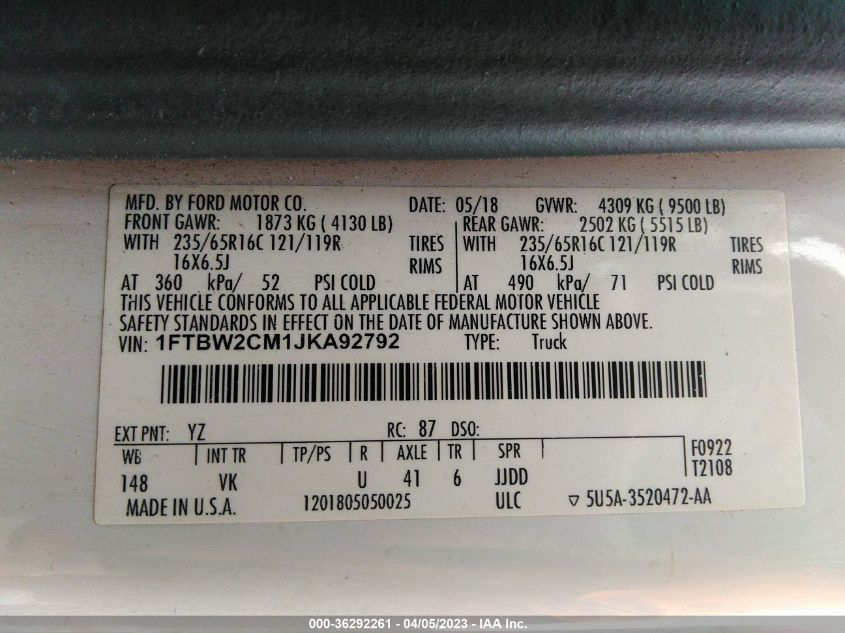 MFD. BY FORD MOTOR CO. DATE: 05/18 GVWR: 4309 KG ( 9500 LB)
FRONT GAWR: 1873 KG ( 4130 LB) REAR GAWR: 2502 KG ( 5515 LB)
WITH 235/65R16C 121/119R TIRES WITH 235/65R16C 121/119R TIRES
16X6.5J RIMS 16X6.5J RIMS
AT 360 kPa/ 52 PSI COLD AT 490 kPa/ 71 PSI COLD
THIS VEHICLE CONFORMS TO ALL APPLICABLE FEDERAL MOTOR VEHICLE
SAFETY STANDARDS IN EFFECT ON THE DATE OF MANUFACTURE SHOWN ABOVE.
VIN: 1FTBW2CM1JKA92792 TYPE: Truck
EXT PNT: YZ RC: 87 DSO:
WB INT TR TP/PS R AXLE TR SPR F0922
148 VK U 41 6 JJDD T2108
MADE IN U.S.A. 1201805050025 ULC ▽ 5U5A-3520472-AA
000-36292261 - 04/05/2023 - IAA Inc.